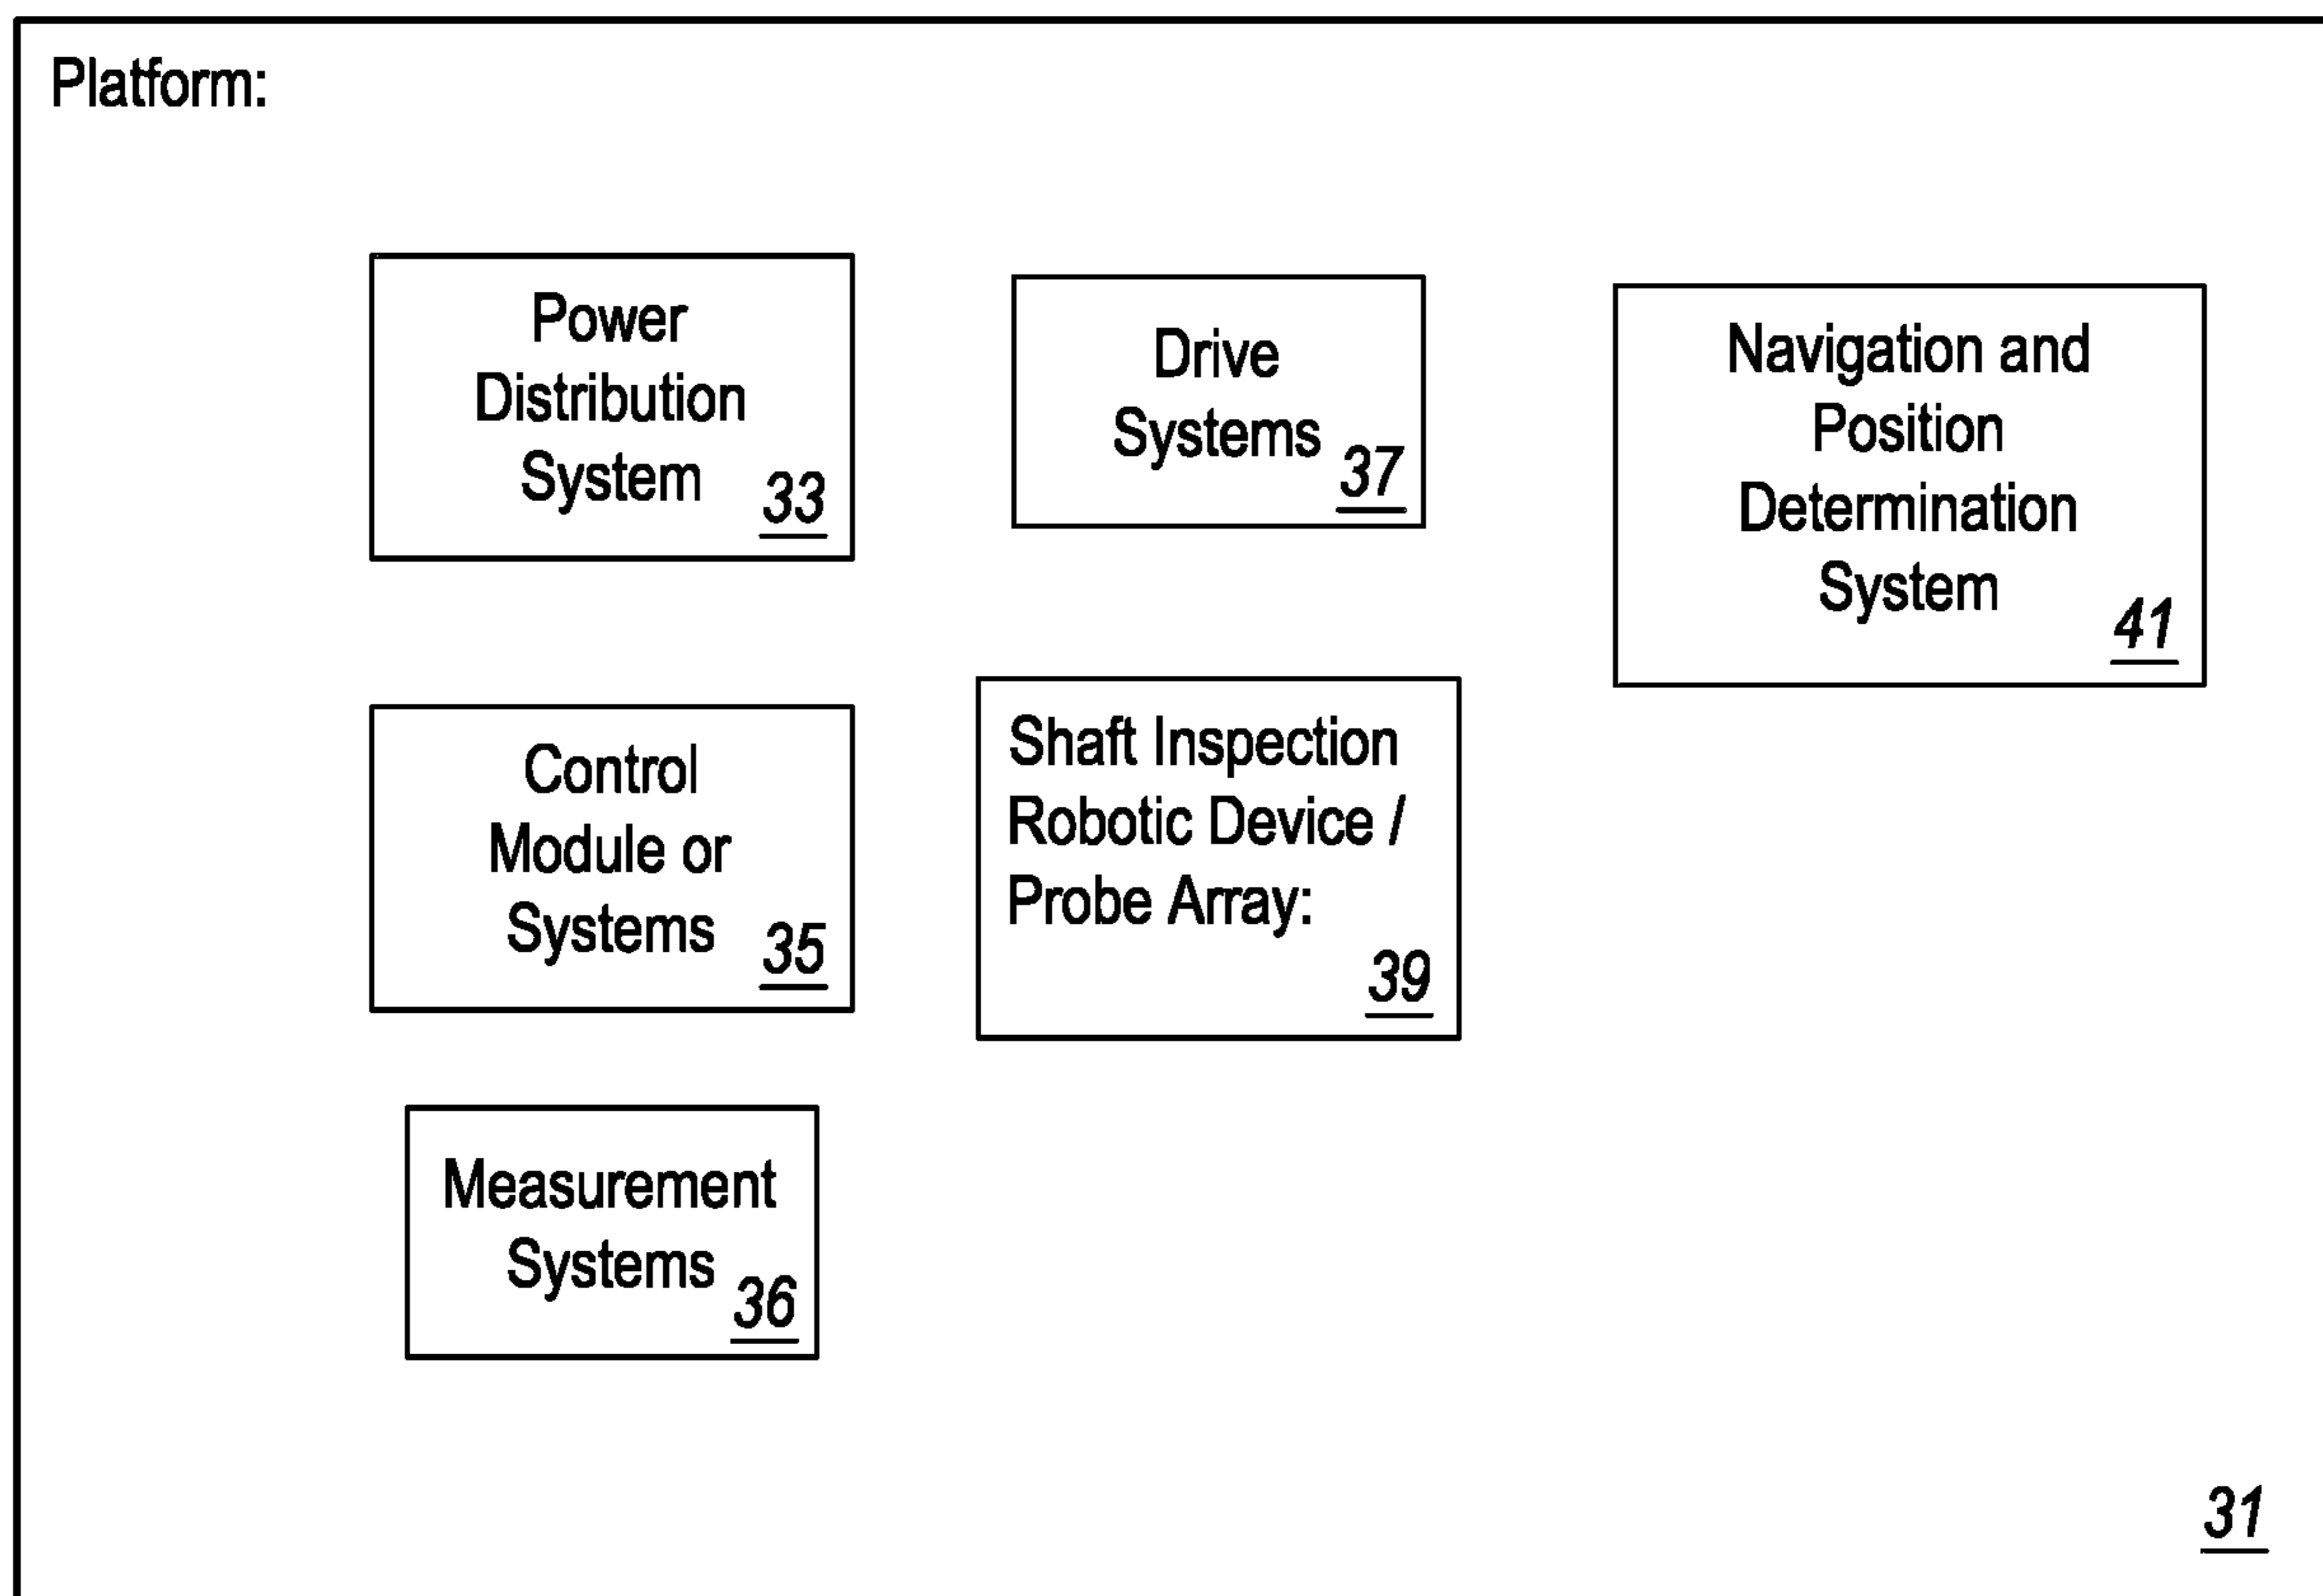 Platform:
Power
Distribution
System
33
Drive
Systems
37
Navigation and
Position
Determination
System
41
Control
Module or
Systems
35
Shaft Inspection
Robotic Device /
Probe Array:
39
Measurement
Systems
36
31